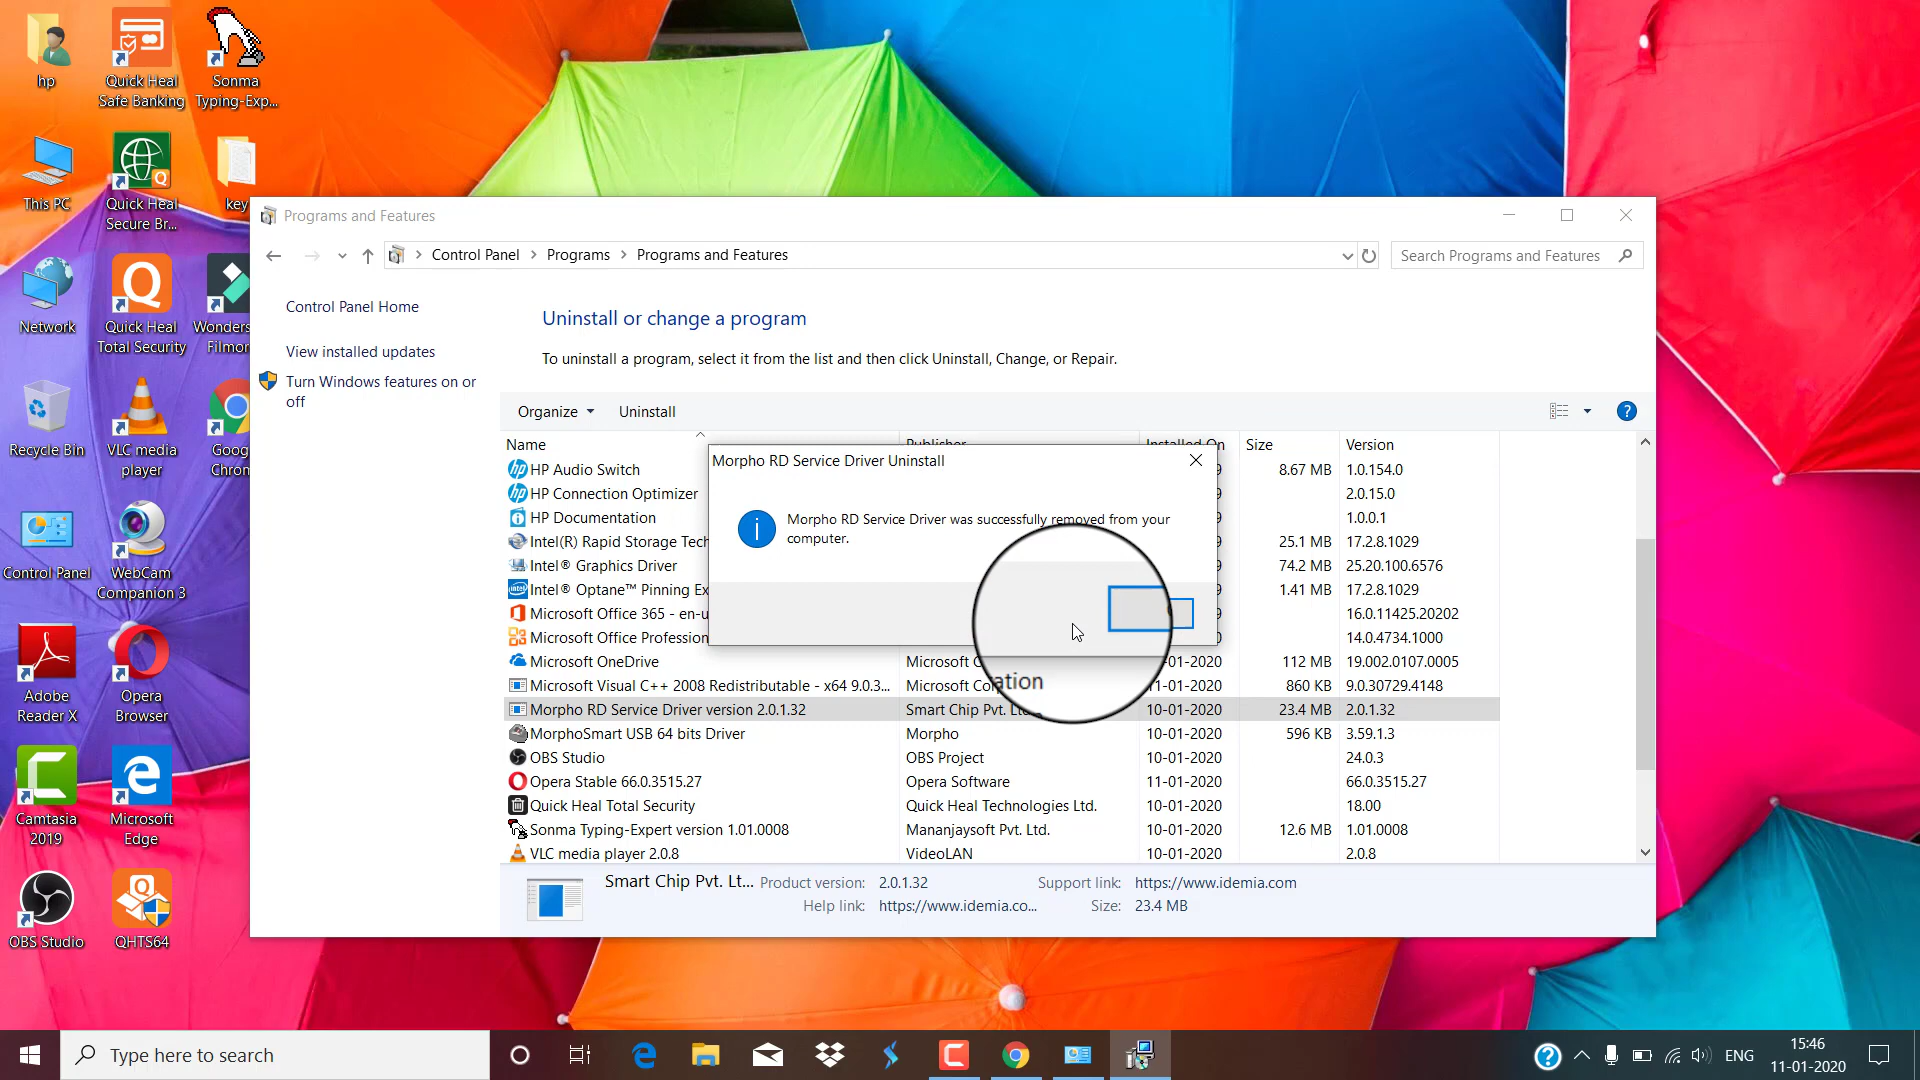 hp
Quick Heal
Safe Banking
Sonma
Typing-Exp...
This PC
Quick Heal
Secure Br...
key
Network
Quick Heal
Total Security
Wonders
Filmor
Recycle Bin
VLC media
player
Goog
Chron
Control Panel
WebCam
Companion 3
Adobe
Reader X
Opera
Browser
Camtasia
2019
Microsoft
Edge
OBS Studio
QHTS64
Programs and Features
Control Panel > Programs > Programs and Features
Search Programs and Features
Control Panel Home
View installed updates
Turn Windows features on or
off
Uninstall or change a program
To uninstall a program, select it from the list and then click Uninstall, Change, or Repair.
Organize Uninstall
Name Publisher Installed On Size Version
HP Audio Switch 9 8.67 MB 1.0.154.0
HP Connection Optimizer 9 2.0.15.0
HP Documentation 9 1.0.0.1
Intel(R) Rapid Storage Tech 9 25.1 MB 17.2.8.1029
Intel® Graphics Driver 9 74.2 MB 25.20.100.6576
Intel® Optane™ Pinning Ex 9 1.41 MB 17.2.8.1029
Microsoft Office 365 - en-u 9 16.0.11425.20202
Microsoft Office Profession 0 14.0.4734.1000
Microsoft OneDrive Microsoft C -01-2020 112 MB 19.002.0107.0005
Microsoft Visual C++ 2008 Redistributable - x64 9.0.3... Microsoft Cor ation 11-01-2020 860 KB 9.0.30729.4148
Morpho RD Service Driver version 2.0.1.32 Smart Chip Pvt. Ltd. 10-01-2020 23.4 MB 2.0.1.32
MorphoSmart USB 64 bits Driver Morpho 10-01-2020 596 KB 3.59.1.3
OBS Studio OBS Project 10-01-2020 24.0.3
Opera Stable 66.0.3515.27 Opera Software 11-01-2020 66.0.3515.27
Quick Heal Total Security Quick Heal Technologies Ltd. 10-01-2020 18.00
Sonma Typing-Expert version 1.01.0008 Mananjaysoft Pvt. Ltd. 10-01-2020 12.6 MB 1.01.0008
VLC media player 2.0.8 VideoLAN 10-01-2020 2.0.8
Morpho RD Service Driver Uninstall
Morpho RD Service Driver was successfully removed from your
computer.
Smart Chip Pvt. Lt... Product version: 2.0.1.32 Support link: https://www.idemia.com
Help link: https://www.idemia.co... Size: 23.4 MB
Type here to search
ENG
15:46
11-01-2020